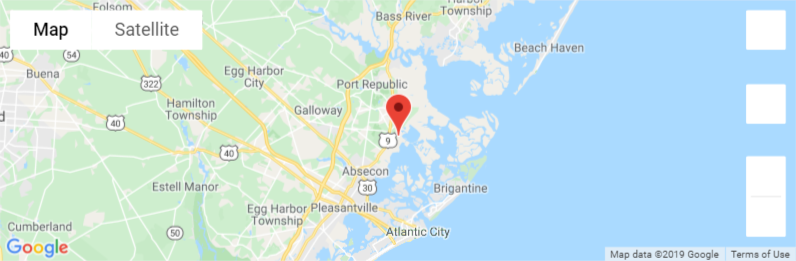 Folsom
Bass River
Harbor
Township
Map
Satellite
Beach Haven
40
Buena
40
Egg Harbor
City
322
Port Republic
Hamilton
Township
Galloway
40
9
40
Absecon
30
Estell Manor
Brigantine
Egg Harbor
Township
Pleasantville
Cumberland
50
Atlantic City
Google
Map data ©2019 Google
Terms of Use